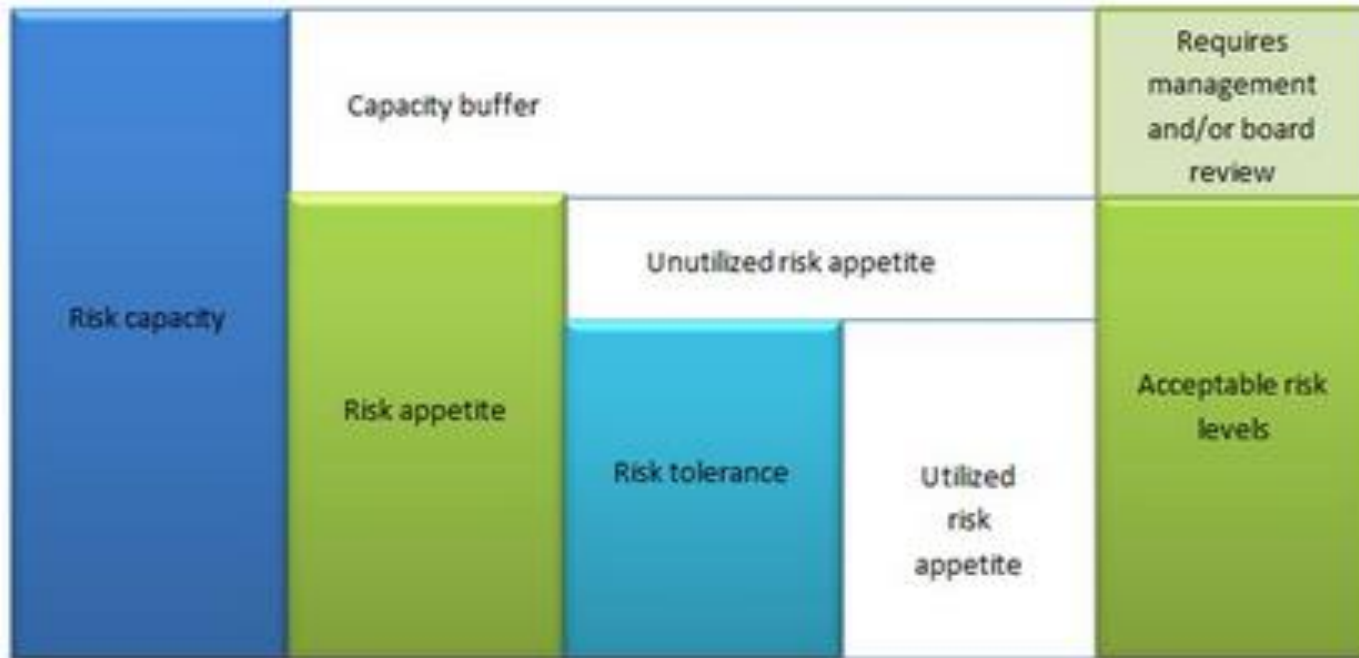 Requires
management
and/or board
review
Capacity buffer
Unutilized risk appetite
Risk capacity
Risk appetite
Acceptable risk
levels
Risk tolerance
Utilized
risk
appetite